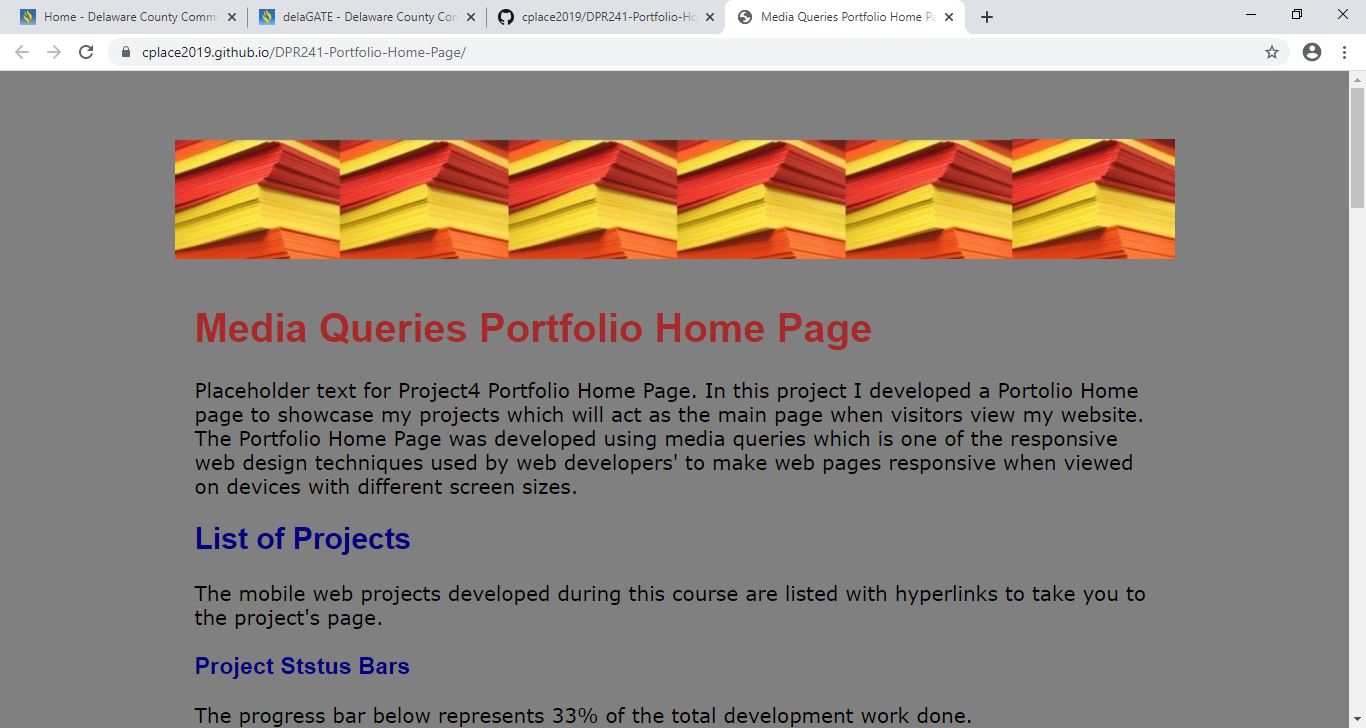 Home - Delaware County Commu
delaGATE - Delaware County Com
cplace2019/DPR241-Portfolio-Ho
Media Queries Portfolio Home Pa
cplace2019.github.io/DPR241-Portfolio-Home-Page/
Media Queries Portfolio Home Page
Placeholder text for Project4 Portfolio Home Page. In this project I developed a Portolio Home
page to showcase my projects which will act as the main page when visitors view my website.
The Portfolio Home Page was developed using media queries which is one of the responsive
web design techniques used by web developers' to make web pages responsive when viewed
on devices with different screen sizes.
List of Projects
The mobile web projects developed during this course are listed with hyperlinks to take you to
the project's page.
Project Ststus Bars
The progress bar below represents 33% of the total development work done.